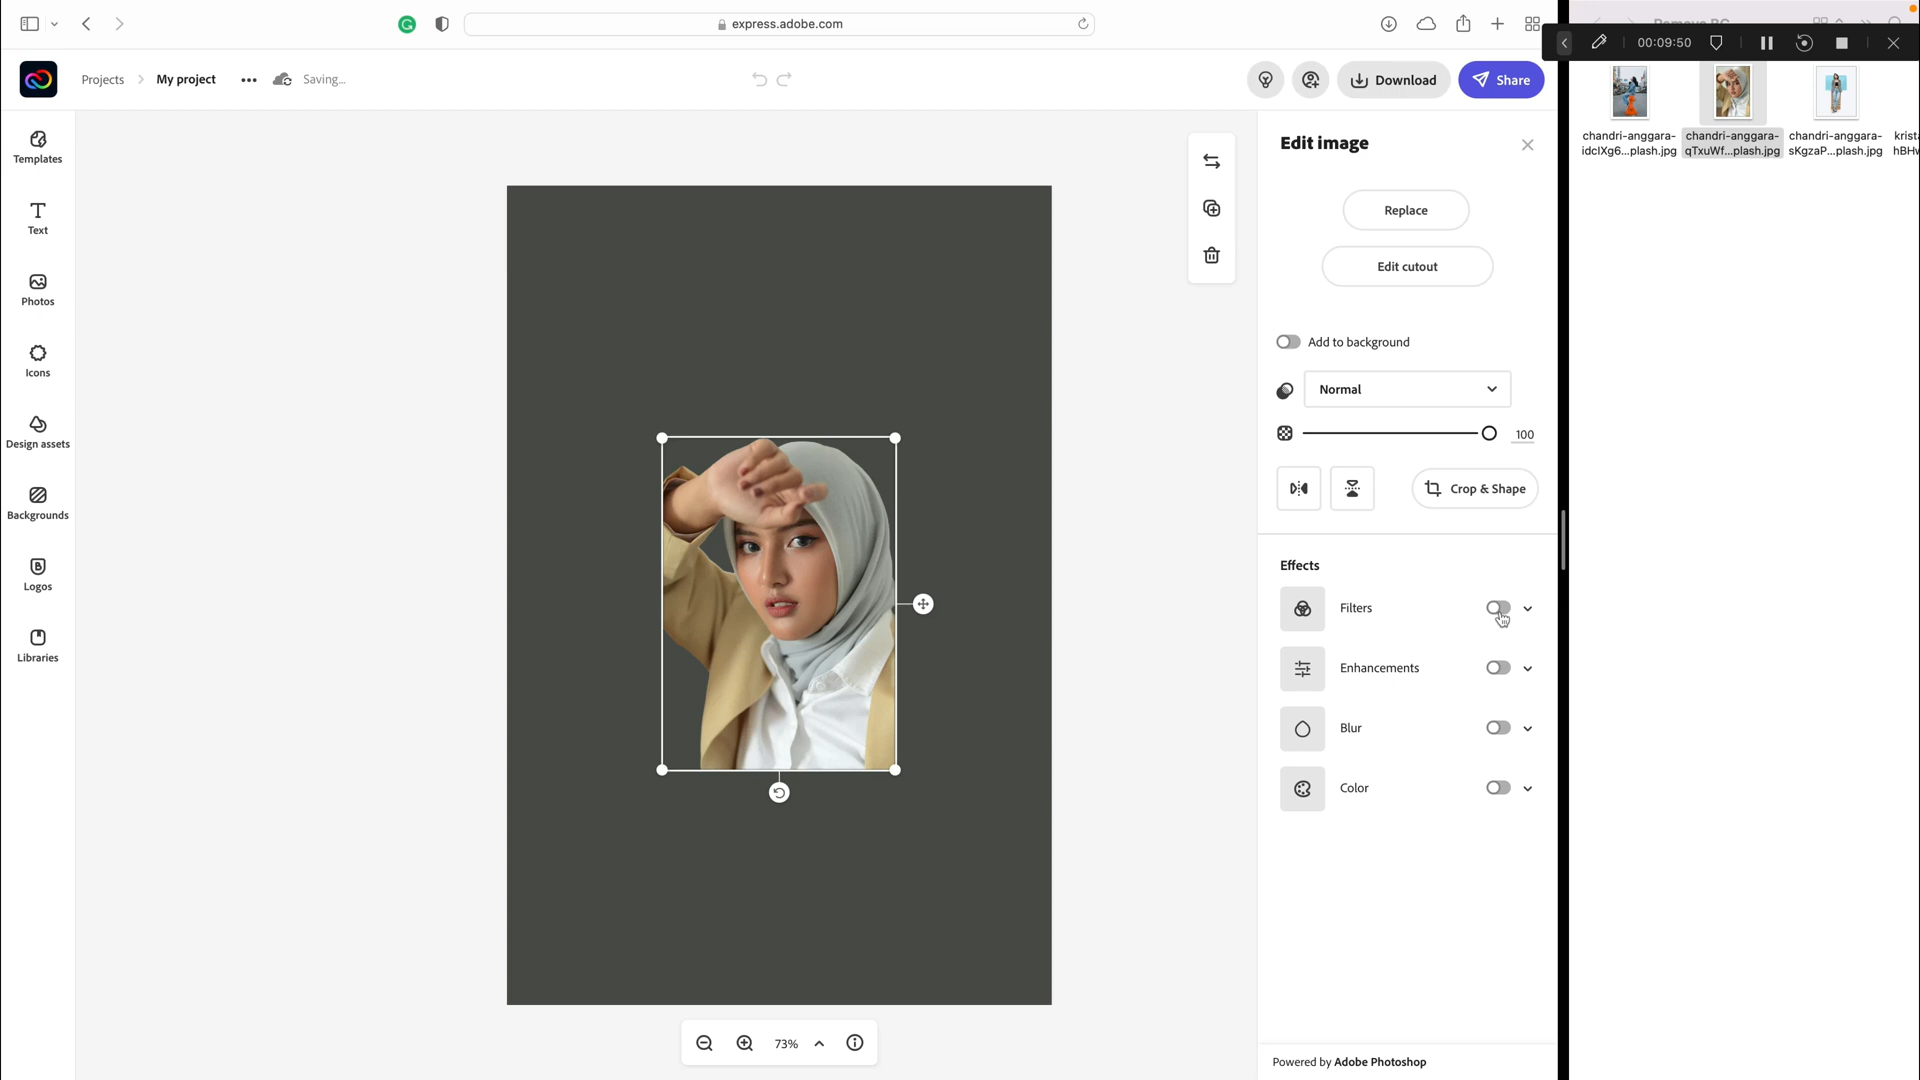 express.adobe.com
Remove BG
00:09:50
Projects
My project
Saving...
Download
Share
Templates
Text
Photos
Icons
Design assets
Backgrounds
Logos
Libraries
Edit image
Replace
Edit cutout
Add to background
Normal
100
Crop & Shape
Effects
Filters
Enhancements
Blur
Color
Powered by Adobe Photoshop
73%
chandri-anggara-
idclXg6...plash.jpg
chandri-anggara-
qTxuWf...plash.jpg
chandri-anggara-
sKgzaP...plash.jpg
krista
hBHv